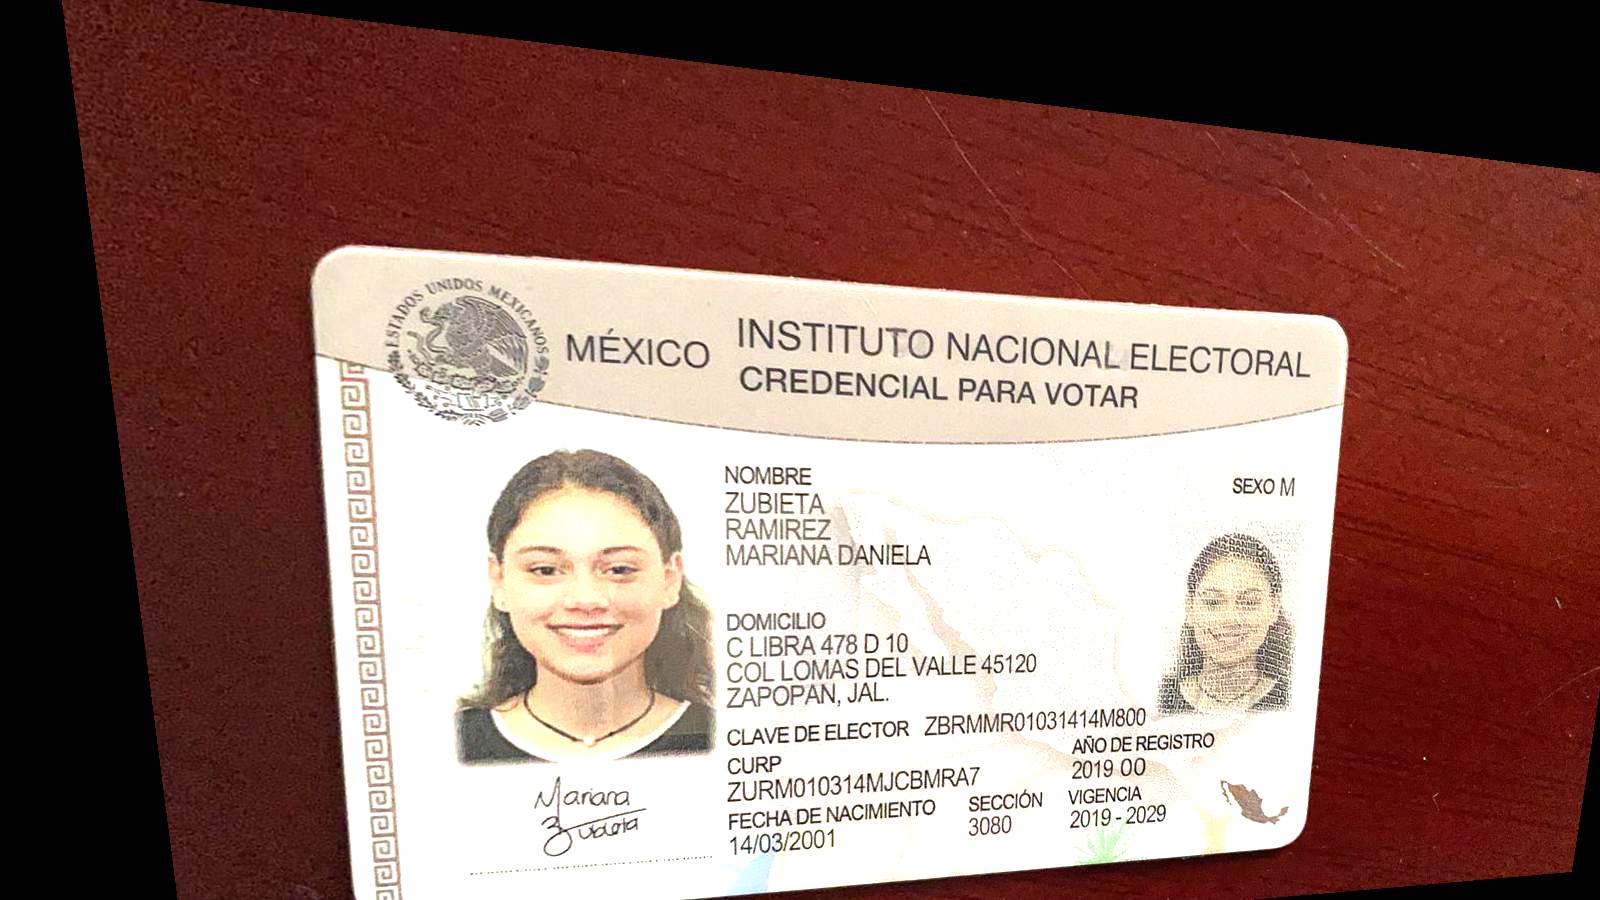 ESTADOS UNIDOS MEXICANOS
MÉXICO
INSTITUTO NACIONAL ELECTORAL
CREDENCIAL PARA VOTAR
NOMBRE
ZUBIETA
RAMIREZ
MARIANA DANIELA
SEXO M
DOMICILIO
C LIBRA 478 D 10
COL LOMAS DEL VALLE 45120
ZAPOPAN, JAL.
CLAVE DE ELECTOR ZBRMMR01031414M800
CURP
ZURM010314MJCBMRA7
AÑO DE REGISTRO
2019 00
FECHA DE NACIMIENTO
14/03/2001
SECCIÓN
3080
VIGENCIA
2019 - 2029
Mariana
Zubieta